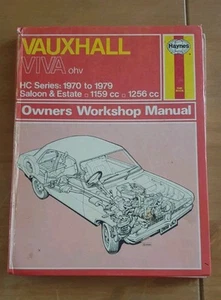 VAUXHALL
VIVA ohv
Haynes
HC Series: 1970 to 1979
Saloon & Estate □ 1159 cc □ 1256 cc
Owners Workshop Manual